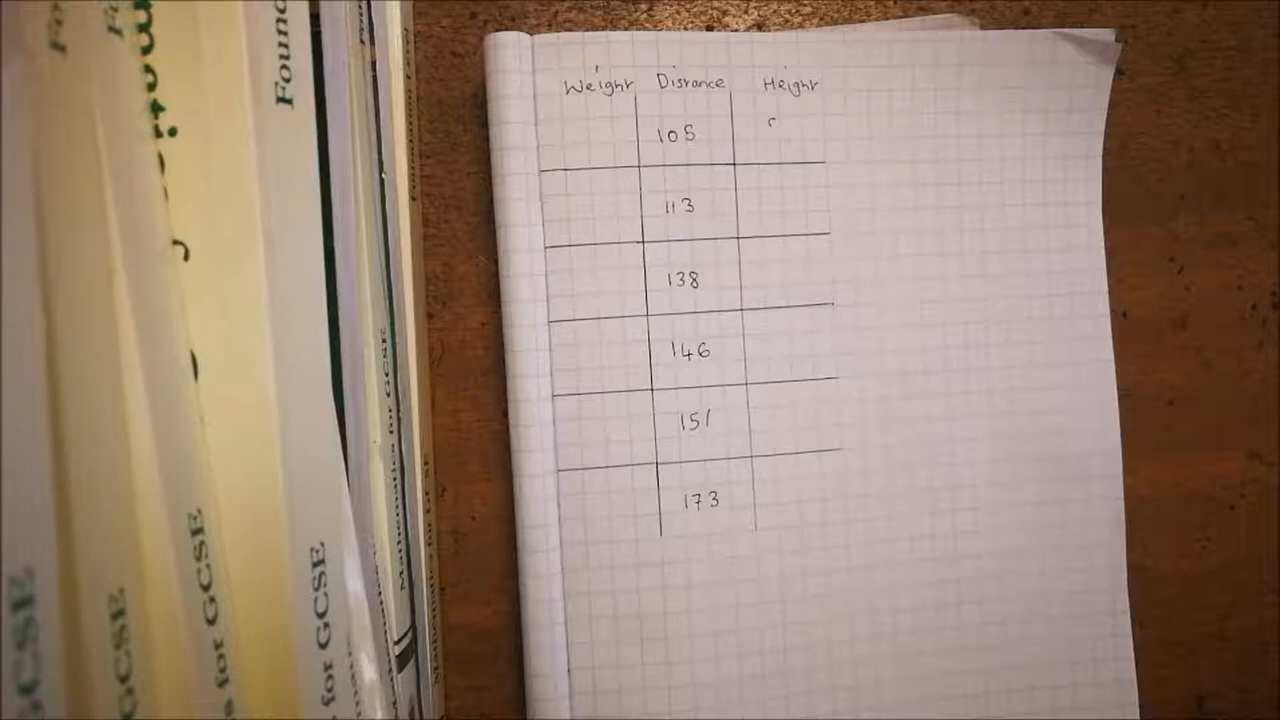 Weight Distance Height
105
113
138
146
151
173
Foundation Level
Mathematics for GCSE
Mathematics for GCSE
for GCSE
for GCSE
GCSE
GCSE